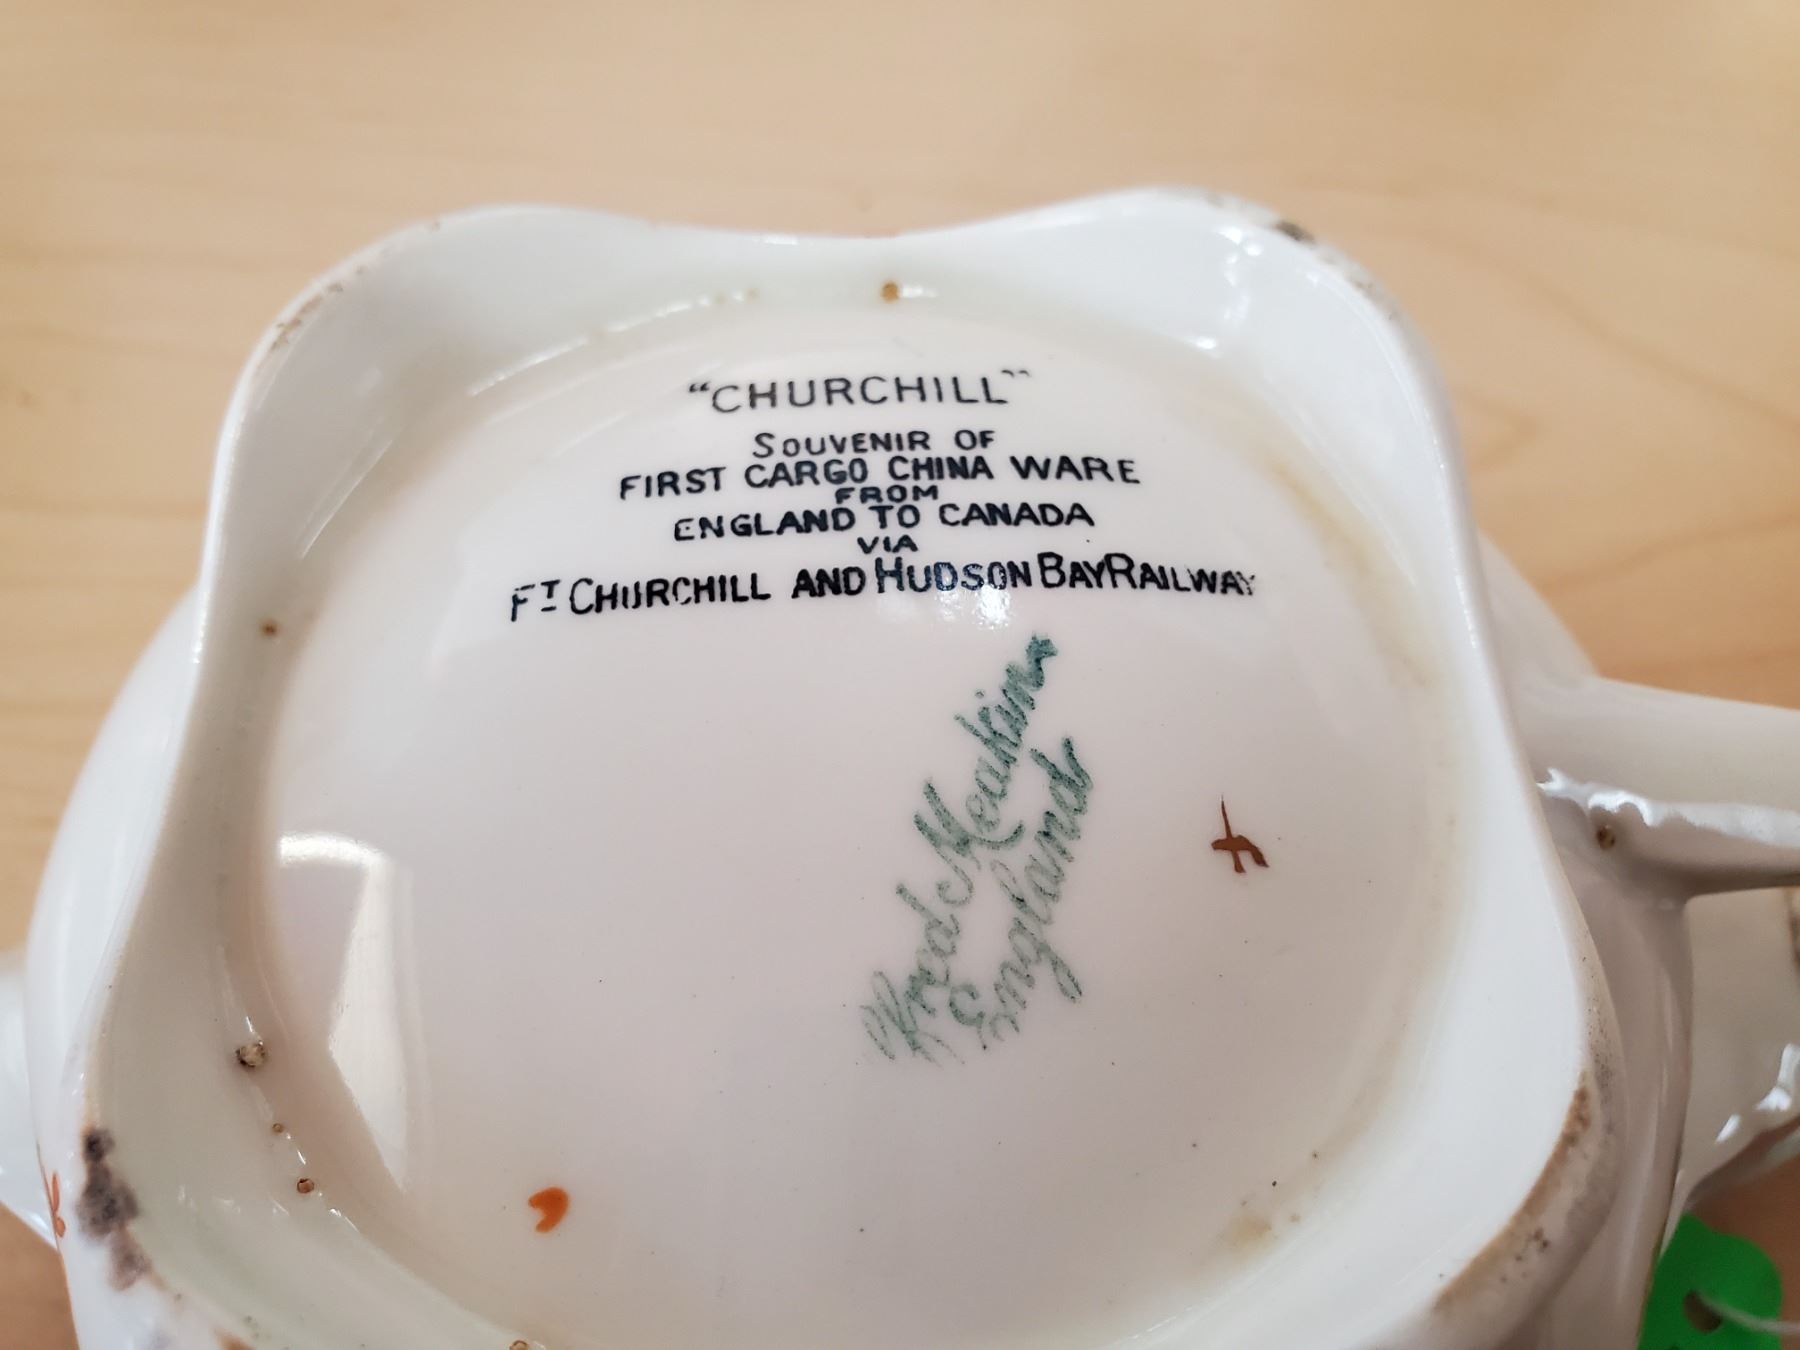 "CHURCHILL"
SOUVENIR OF
FIRST CARGO CHINA WARE
FROM
ENGLAND TO CANADA
VIA
FT CHURCHILL AND HUDSON BAY RAILWAY
Alfred Meakin
England